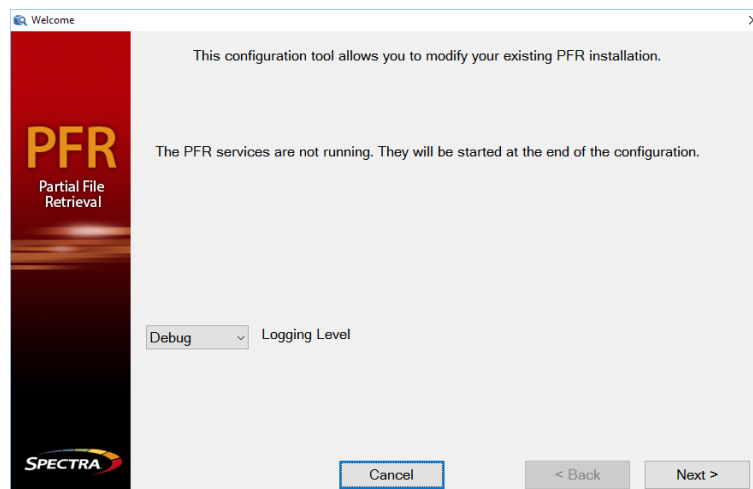 Welcome
This configuration tool allows you to modify your existing PFR installation.
PFR
Partial File
Retrieval
The PFR services are not running. They will be started at the end of the configuration.
Debug
Logging Level
SPECTRA
Cancel
< Back
Next >